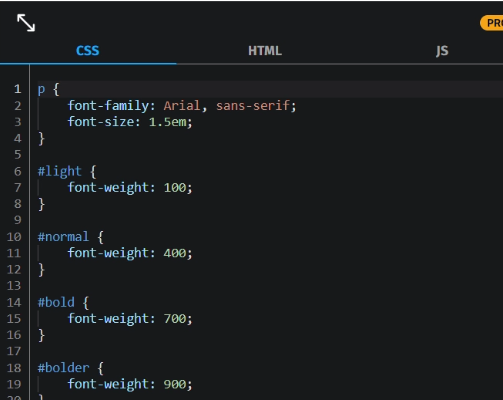 PRO
CSS HTML JS
1 p {
2 font-family: Arial, sans-serif;
3 font-size: 1.5em;
4 }
5
6 #light {
7 font-weight: 100;
8 }
9
10 #normal {
11 font-weight: 400;
12 }
13
14 #bold {
15 font-weight: 700;
16 }
17
18 #bolder {
19 font-weight: 900;
20 }